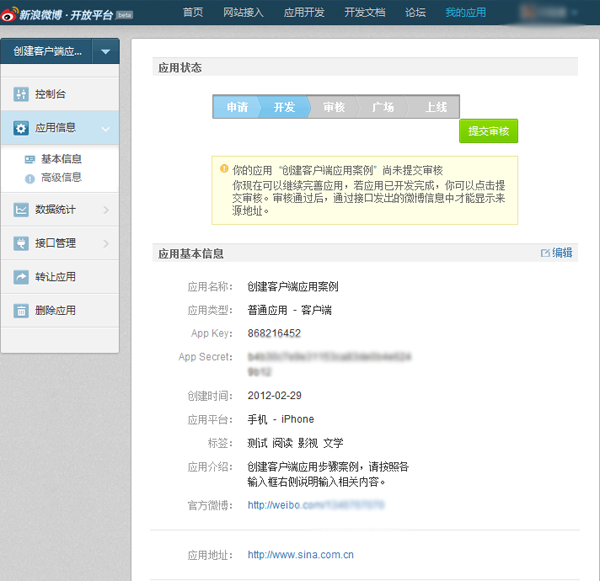 新浪微博·开放平台 beta
首页 网站接入 应用开发 开发文档 论坛 我的应用
创建客户端应...
控制台
应用信息
基本信息
高级信息
数据统计
接口管理
转让应用
删除应用
应用状态
申请 开发 审核 广场 上线
提交审核
你的应用 “创建客户端应用案例” 尚未提交审核
你现在可以继续完善应用，若应用已开发完成，你可以点击提
交审核。审核通过后，通过接口发出的微博信息中才能显示来
源地址。
应用基本信息 编辑
应用名称： 创建客户端应用案例
应用类型： 普通应用 - 客户端
App Key： 868216452
App Secret：
创建时间： 2012-02-29
应用平台： 手机 - iPhone
标签： 测试 阅读 影视 文学
应用介绍： 创建客户端应用步骤案例，请按照各
输入框右侧说明输入相关内容。
官方微博： http://weibo.com/
应用地址： http://www.sina.com.cn